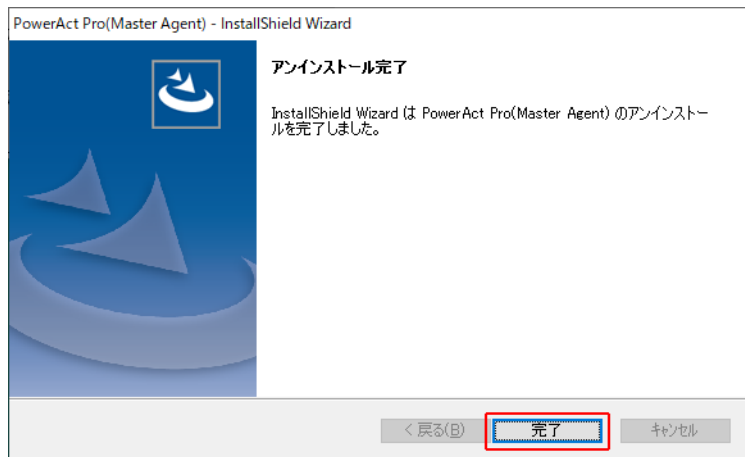 PowerAct Pro(Master Agent) - InstallShield Wizard
アンインストール完了
InstallShield Wizard は PowerAct Pro(Master Agent) のアンインストー
ルを完了しました。
< 戻る(B)
完了
キャンセル